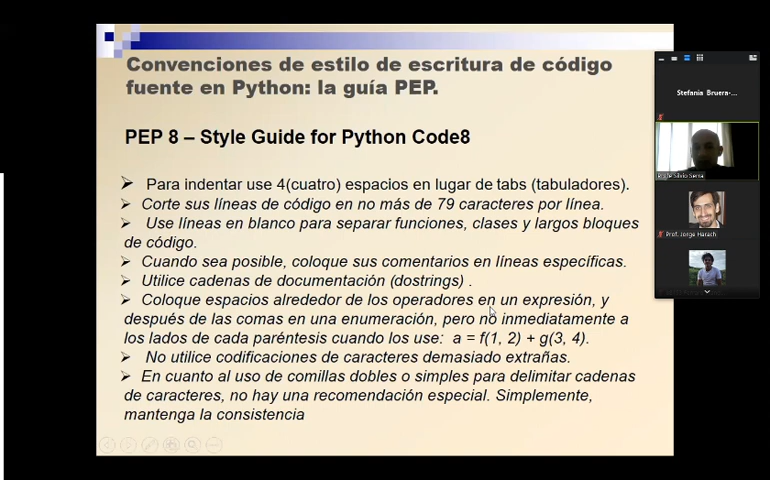 Convenciones de estilo de escritura de código
fuente en Python: la guía PEP.
PEP 8 – Style Guide for Python Code8
Para indentar use 4(cuatro) espacios en lugar de tabs (tabuladores).
Corte sus líneas de código en no más de 79 caracteres por línea.
Use líneas en blanco para separar funciones, clases y largos bloques
de código.
Cuando sea posible, coloque sus comentarios en líneas específicas.
Utilice cadenas de documentación (dostrings) .
Coloque espacios alrededor de los operadores en un expresión, y
después de las comas en una enumeración, pero no inmediatamente a
los lados de cada paréntesis cuando los use: a = f(1, 2) + g(3, 4).
No utilice codificaciones de caracteres demasiado extrañas.
En cuanto al uso de comillas dobles o simples para delimitar cadenas
de caracteres, no hay una recomendación especial. Simplemente,
mantenga la consistencia
Stefania Bruera-...
Silvio Serra
Prof. Jorge Harach